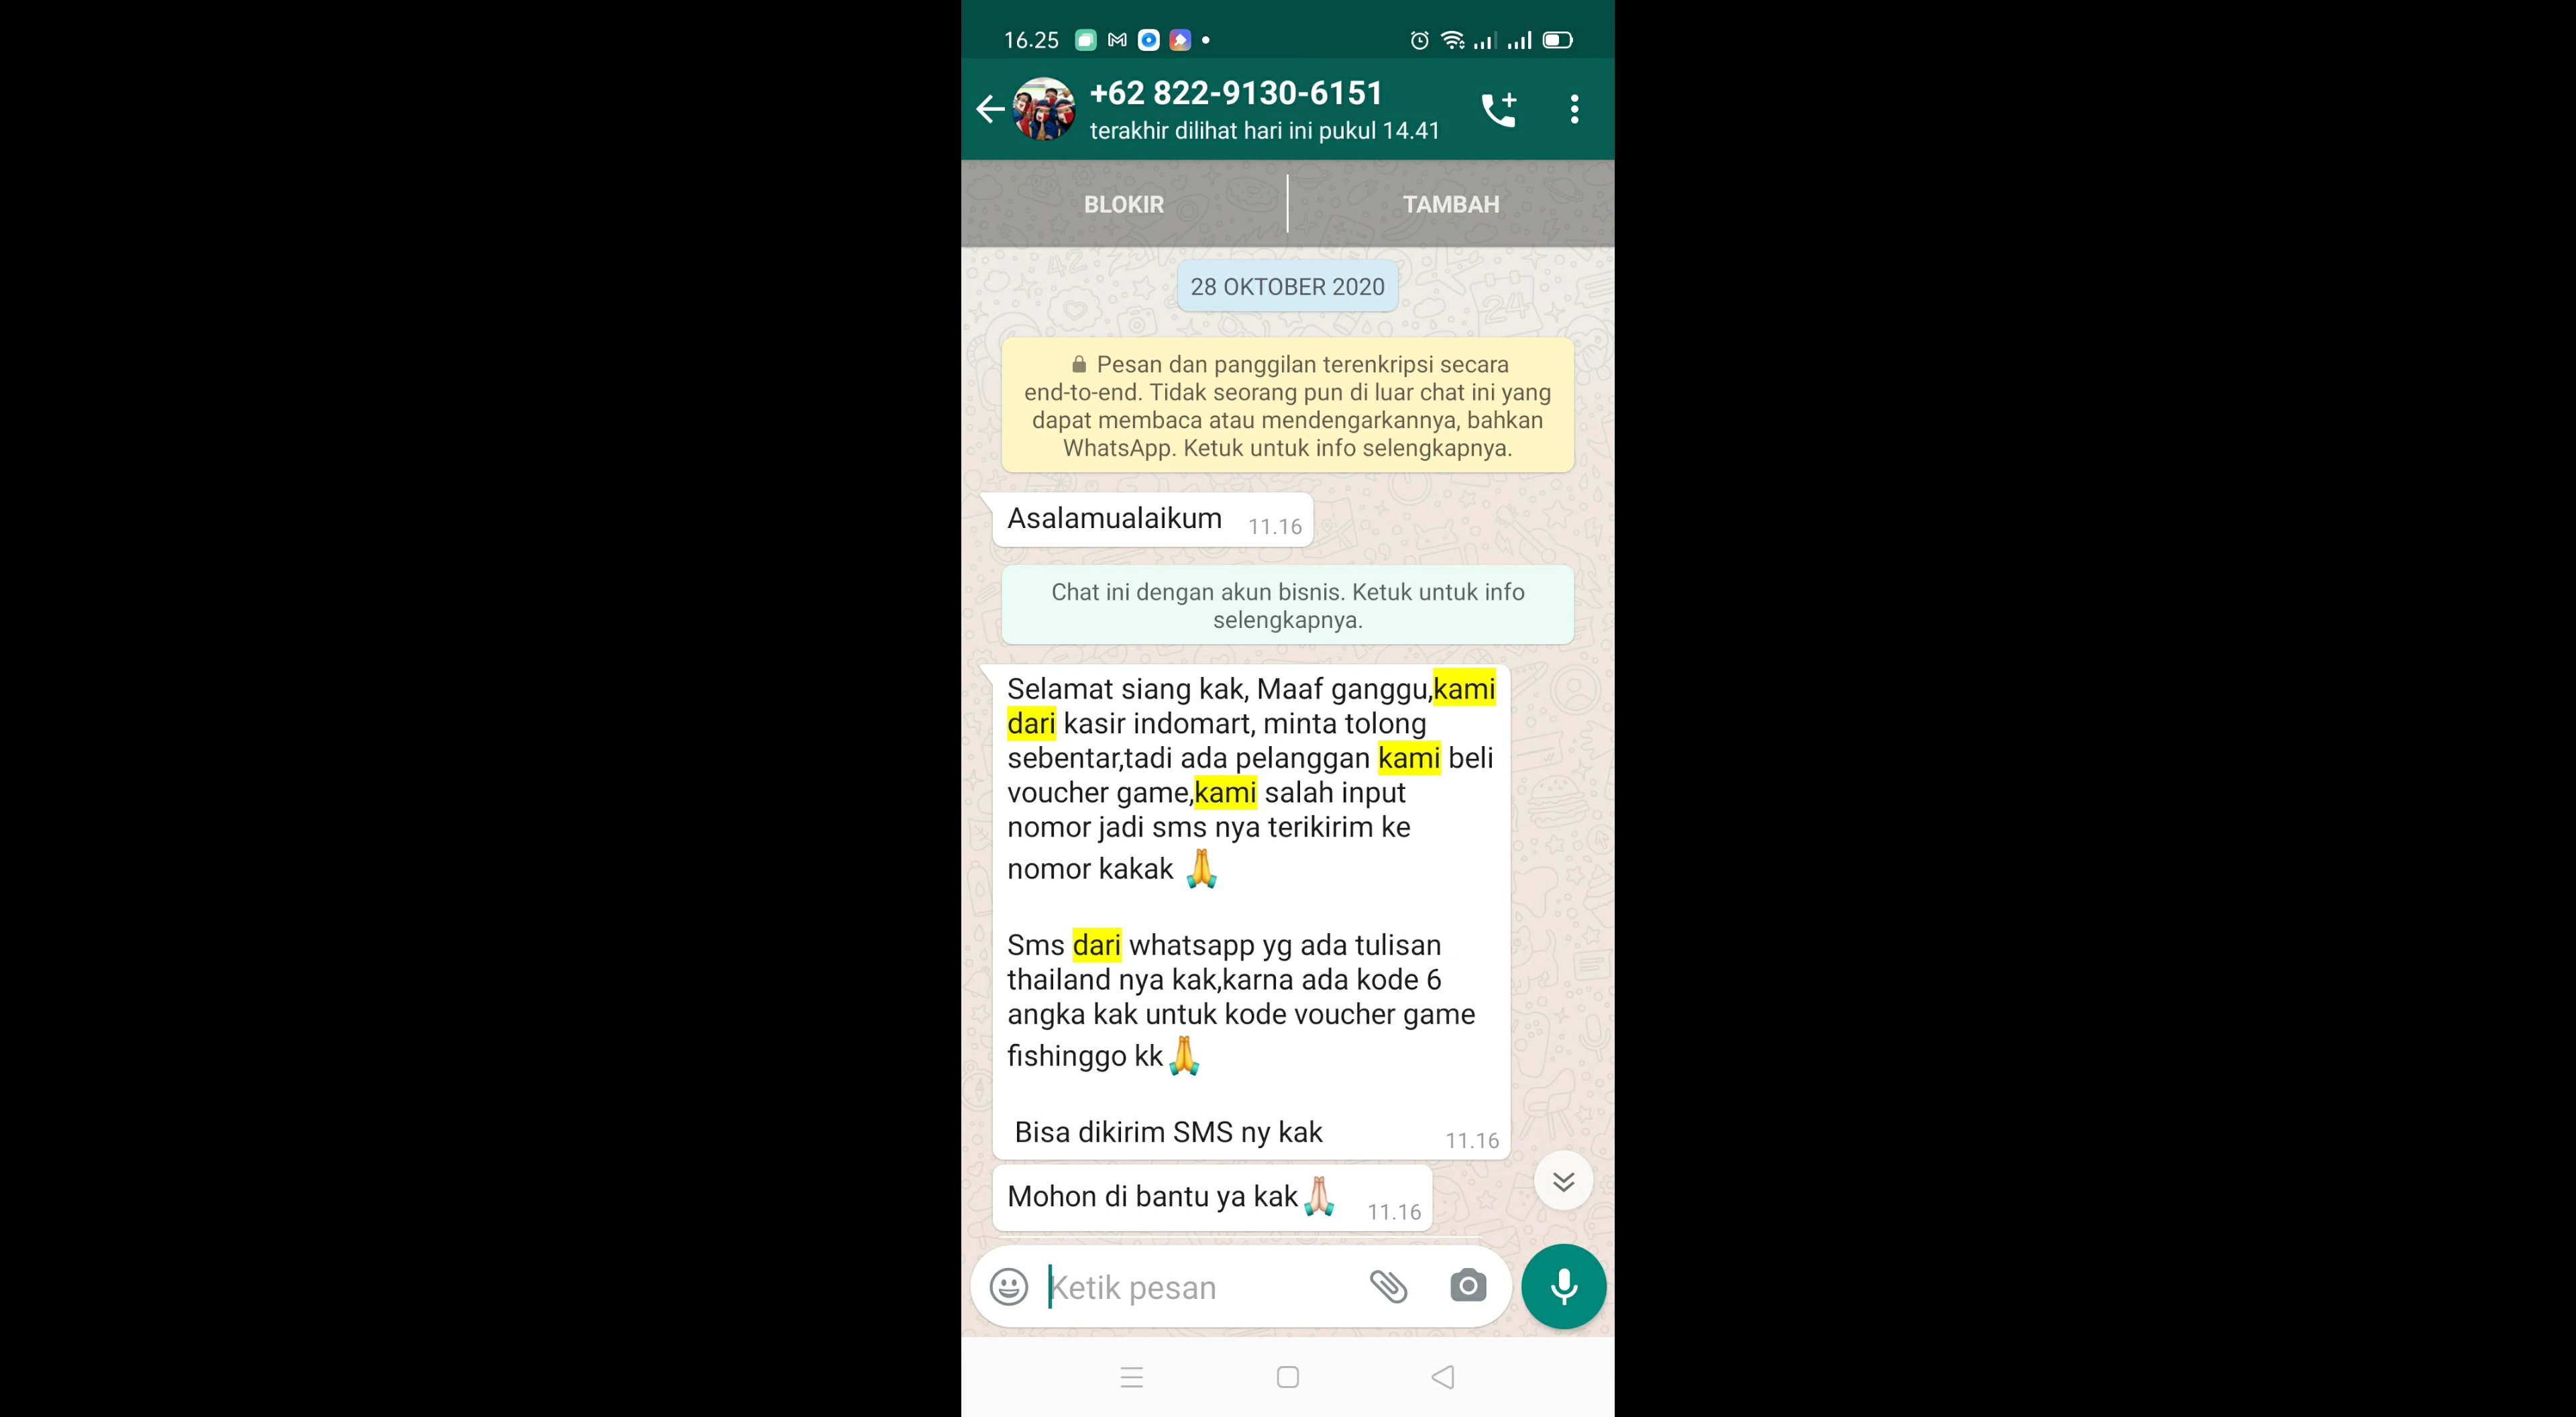 16.25
+62 822-9130-6151
terakhir dilihat hari ini pukul 14.41
BLOKIR
TAMBAH
28 OKTOBER 2020
Pesan dan panggilan terenkripsi secara
end-to-end. Tidak seorang pun di luar chat ini yang
dapat membaca atau mendengarkannya, bahkan
WhatsApp. Ketuk untuk info selengkapnya.
Asalamualaikum 11.16
Chat ini dengan akun bisnis. Ketuk untuk info
selengkapnya.
Selamat siang kak, Maaf ganggu,kami
dari kasir indomart, minta tolong
sebentar,tadi ada pelanggan kami beli
voucher game,kami salah input
nomor jadi sms nya terikirim ke
nomor kakak 🙏
Sms dari whatsapp yg ada tulisan
thailand nya kak,karna ada kode 6
angka kak untuk kode voucher game
fishinggo kk🙏
Bisa dikirim SMS ny kak 11.16
Mohon di bantu ya kak🙏🏻 11.16
Ketik pesan